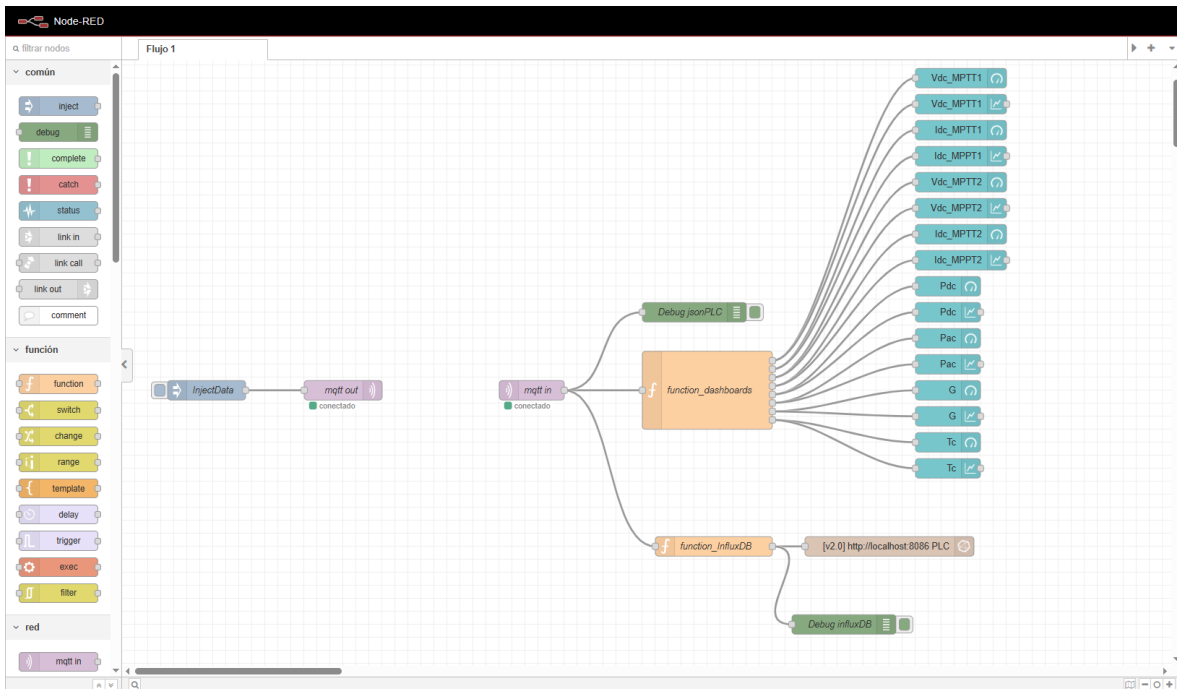 Node-RED
filtrar nodos
Flujo 1
común
inject
debug
complete
catch
status
link in
link call
link out
comment
función
function
switch
change
range
template
delay
trigger
exec
filter
red
mqtt in
InjectData
mqtt out
conectado
mqtt in
conectado
Debug jsonPLC
function_dashboards
function_InfluxDB
[v2.0] http://localhost:8086 PLC
Debug influxDB
Vdc_MPTT1
Vdc_MPTT1
Idc_MPTT1
Idc_MPPT1
Vdc_MPTT2
Vdc_MPPT2
Idc_MPTT2
Idc_MPPT2
Pdc
Pdc
Pac
Pac
G
G
Tc
Tc